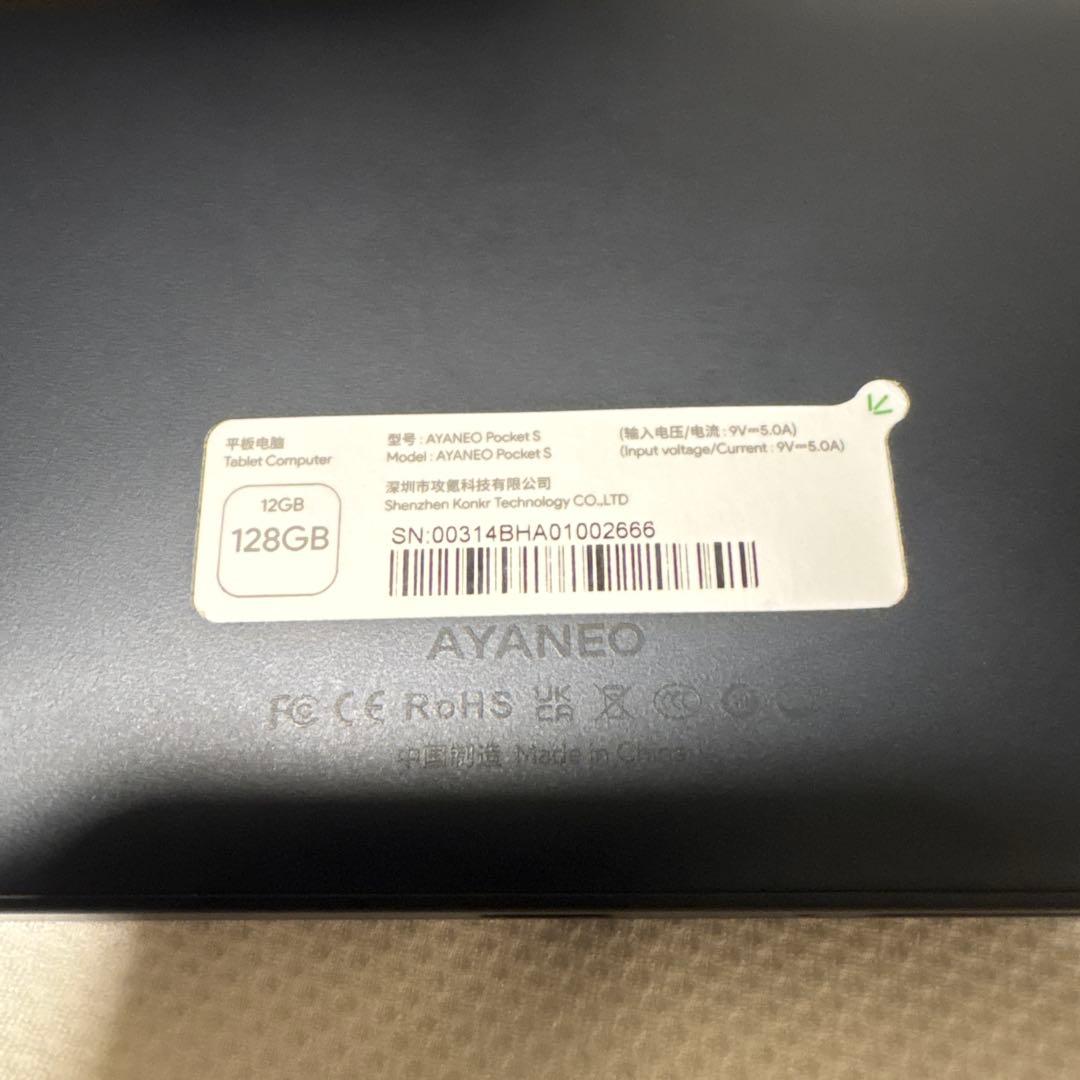 平板电脑
Tablet Computer
12GB
128GB
型号 : AYANEO Pocket S
Model : AYANEO Pocket S
(输入电压/电流 : 9V⎓5.0A)
(Input voltage/Current : 9V⎓5.0A)
深圳市攻氪科技有限公司
Shenzhen Konkr Technology CO.,LTD
SN:00314BHA01002666
AYANEO
FC CE RoHS UKCA CCC
中国制造 Made in China